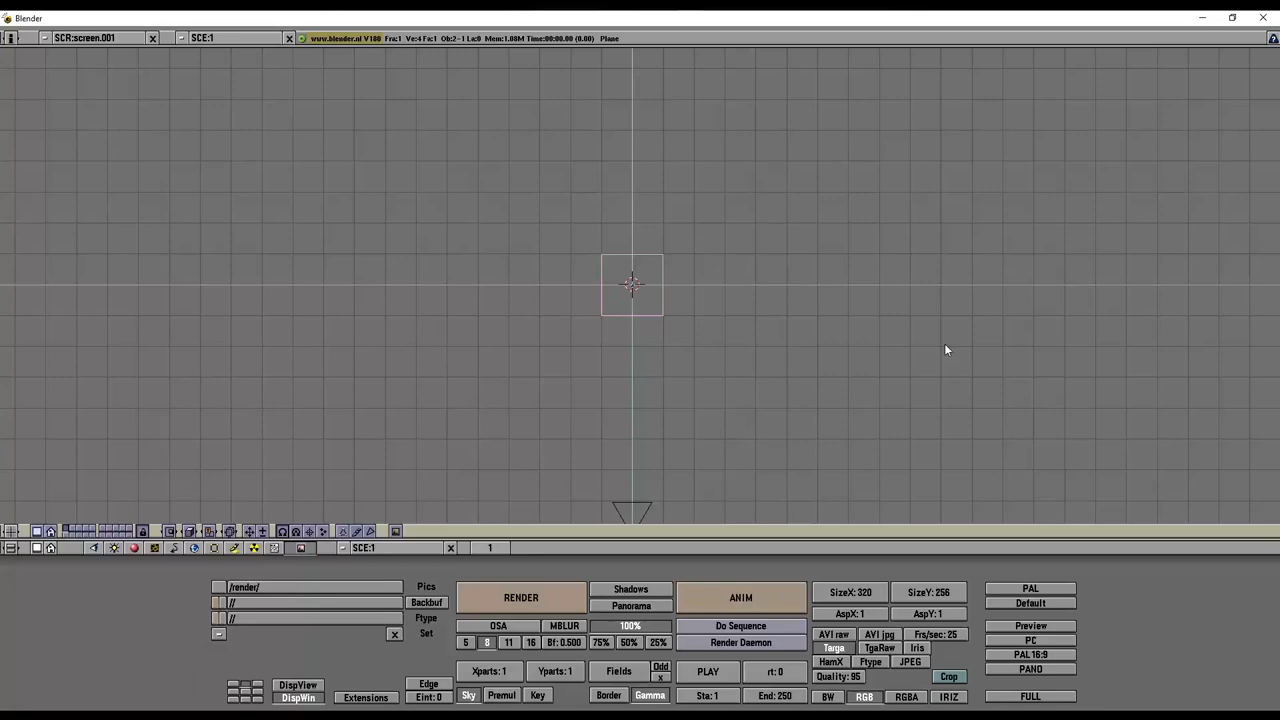 Blender
SCR:screen.001 SCE:1 www.blender.nl V180 Fra:1 Ve:4 Fa:1 Ob:2-1 La:0 Mem:1.08M Time:00:00.00 (0.00) Plane
SCE:1 1
/render/ Pics
// Backbuf
// Ftype
Set
DispView
DispWin Extensions
Edge
Eint: 0
RENDER
OSA MBLUR
5 8 11 16 Bf: 0.500
Xparts: 1 Yparts: 1
Sky Premul Key
Shadows
Panorama
100%
75% 50% 25%
Fields Odd
x
Border Gamma
ANIM
Do Sequence
Render Daemon
PLAY rt: 0
Sta: 1 End: 250
SizeX: 320 SizeY: 256
AspX: 1 AspY: 1
AVI raw AVI jpg Frs/sec: 25
Targa TgaRaw Iris
HamX Ftype JPEG
Quality: 95 Crop
BW RGB RGBA IRIZ
PAL
Default
Preview
PC
PAL 16:9
PANO
FULL